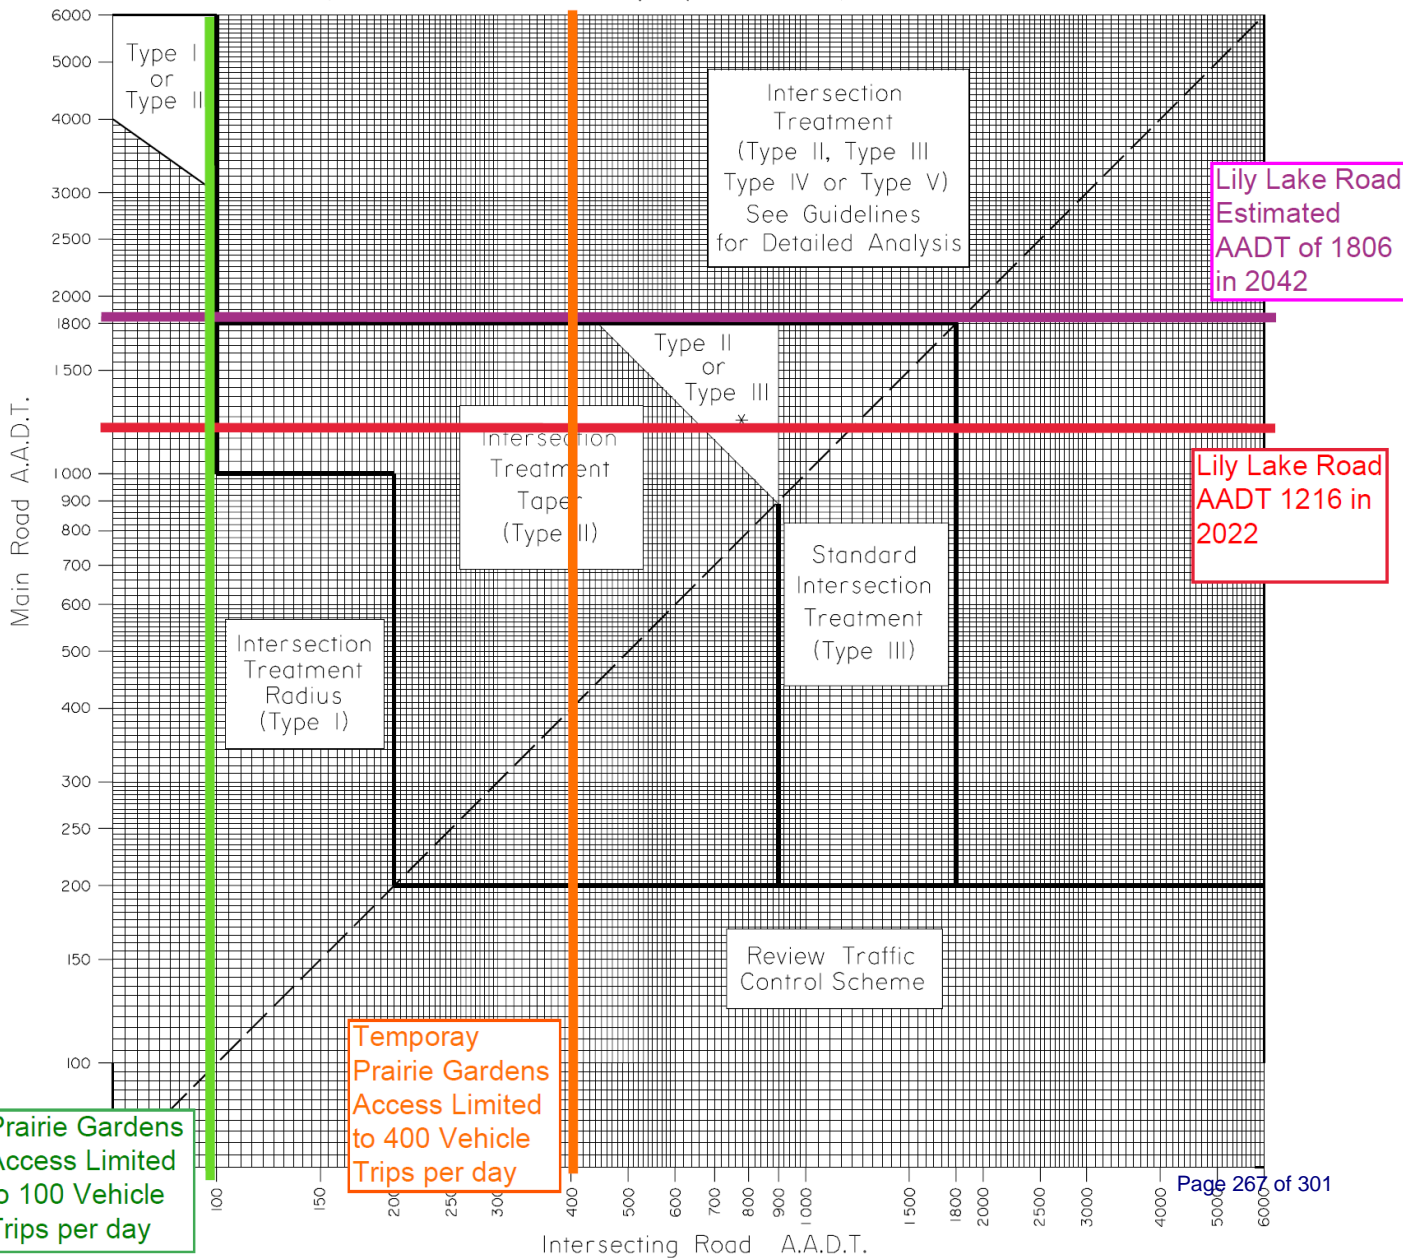 6000
5000
4000
3000
2500
2000
1800
1500
1000
900
800
700
600
500
400
300
250
200
150
100
Main Road A.A.D.T.
Type I
or
Type II
Intersection
Treatment
(Type II, Type III
Type IV or Type V)
See Guidelines
for Detailed Analysis
Lily Lake Road
Estimated
AADT of 1806
in 2042
Type II
or
Type III
*
Intersection
Treatment
Taper
(Type II)
Lily Lake Road
AADT 1216 in
2022
Standard
Intersection
Treatment
(Type III)
Intersection
Treatment
Radius
(Type I)
Review Traffic
Control Scheme
Temporay
Prairie Gardens
Access Limited
to 400 Vehicle
Trips per day
Prairie Gardens
Access Limited
to 100 Vehicle
Trips per day
Page 267 of 301
100
150
200
250
300
400
500
600
700
800
900
1000
1500
1800
2000
3000
4000
5000
6000
Intersecting Road A.A.D.T.